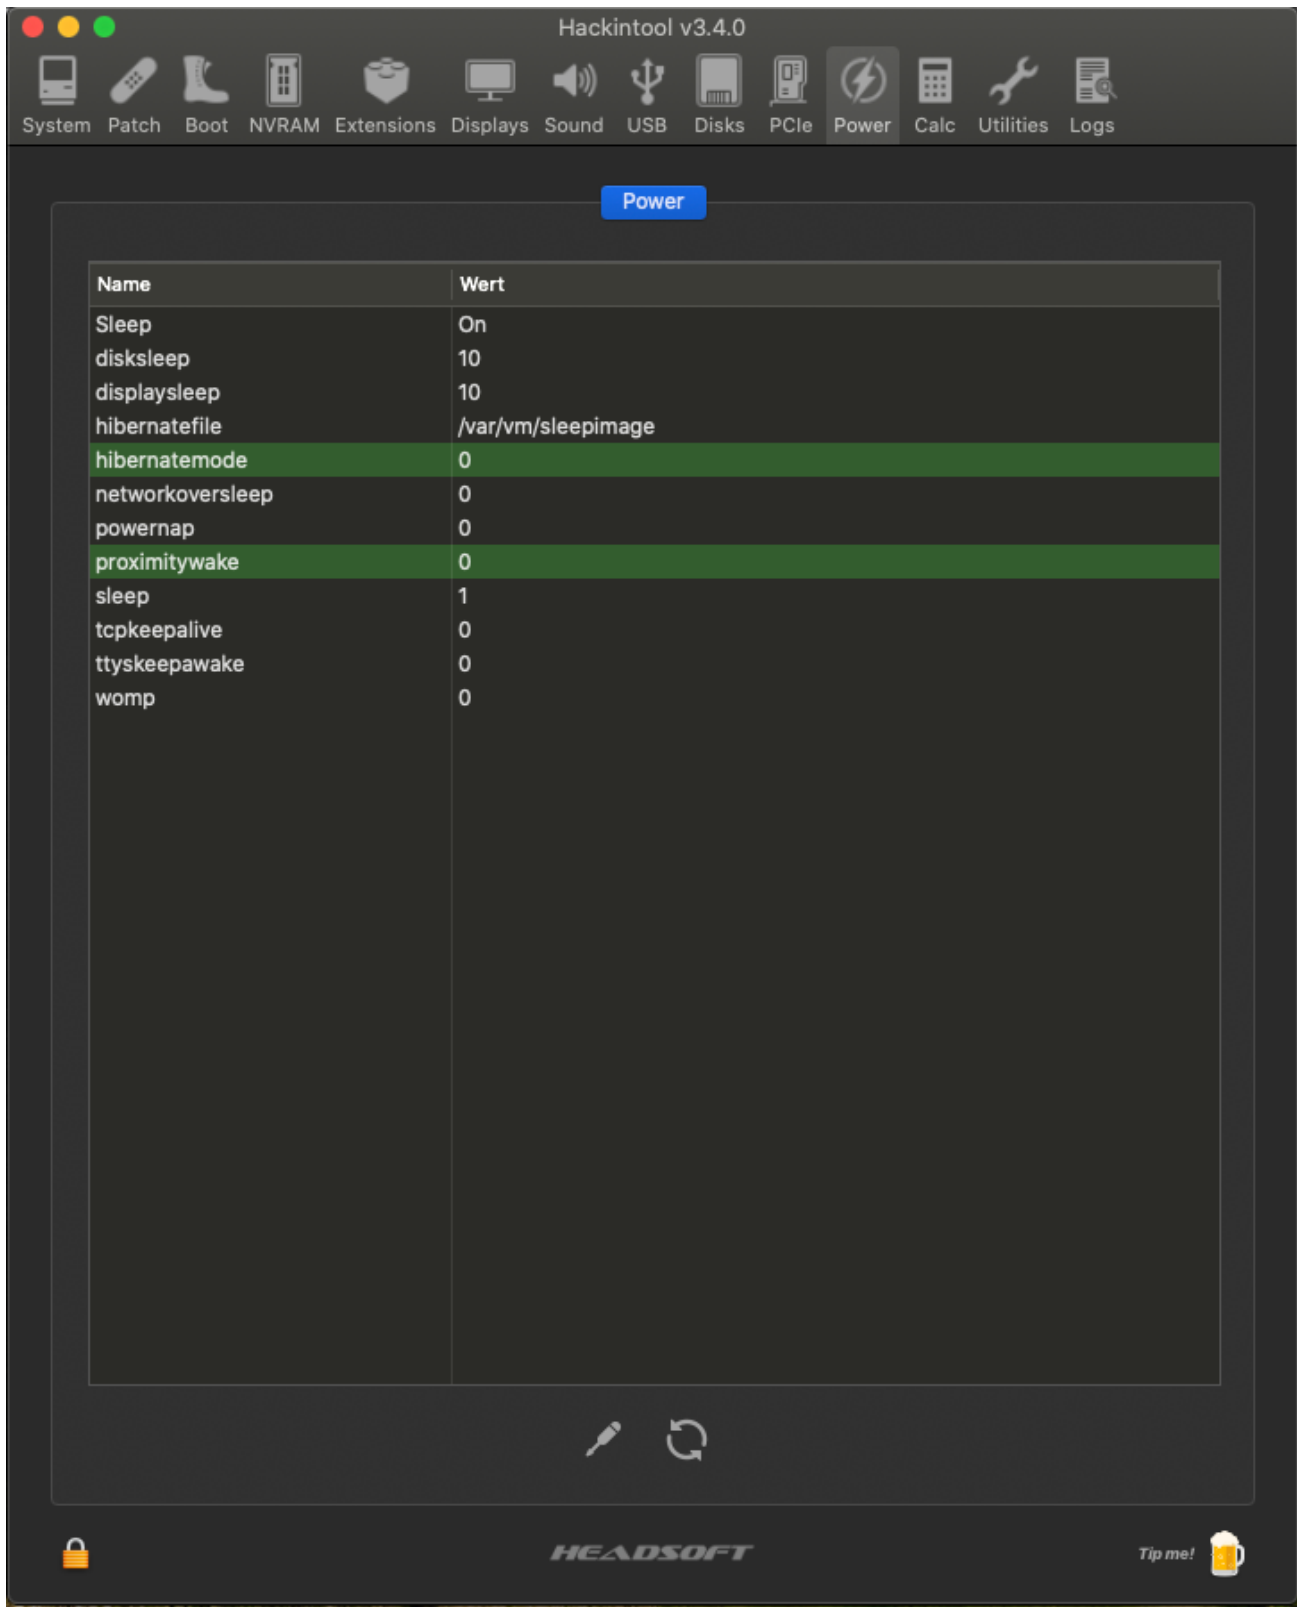 Hackintool v3.4.0
System Patch Boot NVRAM Extensions Displays Sound USB Disks PCIe Power Calc Utilities Logs
Power
Name Wert
Sleep On
disksleep 10
displaysleep 10
hibernatefile /var/vm/sleepimage
hibernatemode 0
networkoversleep 0
powernap 0
proximitywake 0
sleep 1
tcpkeepalive 0
ttyskeepawake 0
womp 0
HEADSOFT Tip me!